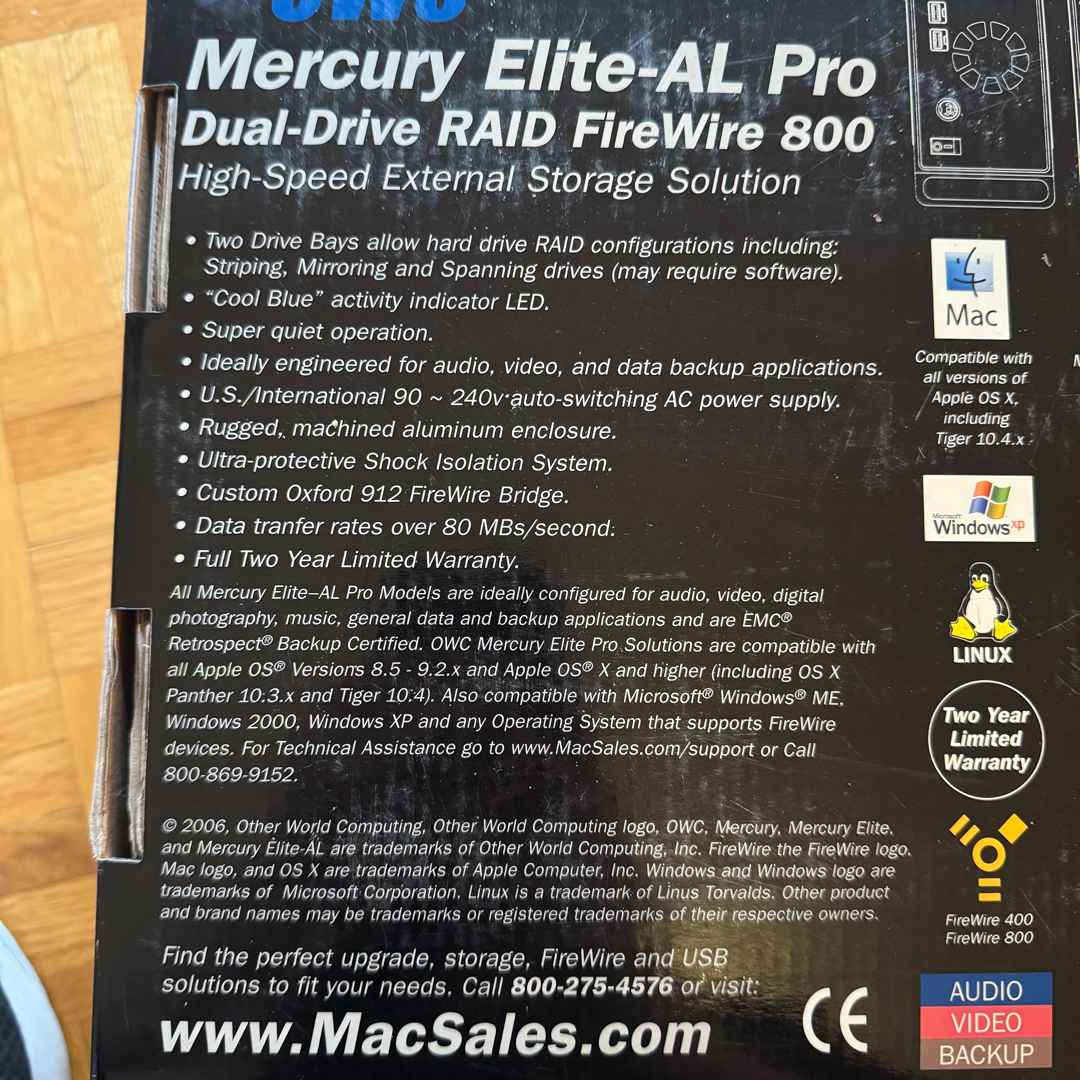 OWC
Mercury Elite-AL Pro
Dual-Drive RAID FireWire 800
High-Speed External Storage Solution
• Two Drive Bays allow hard drive RAID configurations including:
Striping, Mirroring and Spanning drives (may require software).
• “Cool Blue” activity indicator LED.
• Super quiet operation.
• Ideally engineered for audio, video, and data backup applications.
• U.S./International 90 ~ 240v auto-switching AC power supply.
• Rugged, machined aluminum enclosure.
• Ultra-protective Shock Isolation System.
• Custom Oxford 912 FireWire Bridge.
• Data tranfer rates over 80 MBs/second.
• Full Two Year Limited Warranty.
All Mercury Elite–AL Pro Models are ideally configured for audio, video, digital
photography, music, general data and backup applications and are EMC®
Retrospect® Backup Certified. OWC Mercury Elite Pro Solutions are compatible with
all Apple OS® Versions 8.5 - 9.2.x and Apple OS® X and higher (including OS X
Panther 10.3.x and Tiger 10.4). Also compatible with Microsoft® Windows® ME,
Windows 2000, Windows XP and any Operating System that supports FireWire
devices. For Technical Assistance go to www.MacSales.com/support or Call
800-869-9152.
© 2006, Other World Computing, Other World Computing logo, OWC, Mercury, Mercury Elite,
and Mercury Elite-AL are trademarks of Other World Computing, Inc. FireWire the FireWire logo,
Mac logo, and OS X are trademarks of Apple Computer, Inc. Windows and Windows logo are
trademarks of Microsoft Corporation. Linux is a trademark of Linus Torvalds. Other product
and brand names may be trademarks or registered trademarks of their respective owners.
Find the perfect upgrade, storage, FireWire and USB
solutions to fit your needs. Call 800-275-4576 or visit:
www.MacSales.com
CE
Mac
Compatible with
all versions of
Apple OS X,
including
Tiger 10.4.x
Microsoft
Windows xp
LINUX
Two Year
Limited
Warranty
FireWire 400
FireWire 800
AUDIO
VIDEO
BACKUP